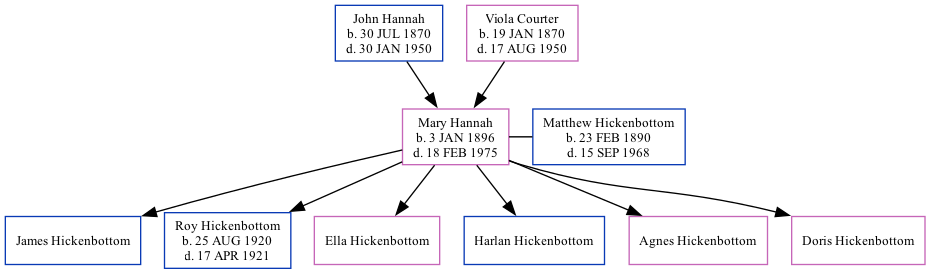 John Hannah
b. 30 JUL 1870
d. 30 JAN 1950
Viola Courter
b. 19 JAN 1870
d. 17 AUG 1950
Mary Hannah
b. 3 JAN 1896
d. 18 FEB 1975
Matthew Hickenbottom
b. 23 FEB 1890
d. 15 SEP 1968
James Hickenbottom
Roy Hickenbottom
b. 25 AUG 1920
d. 17 APR 1921
Ella Hickenbottom
Harlan Hickenbottom
Agnes Hickenbottom
Doris Hickenbottom